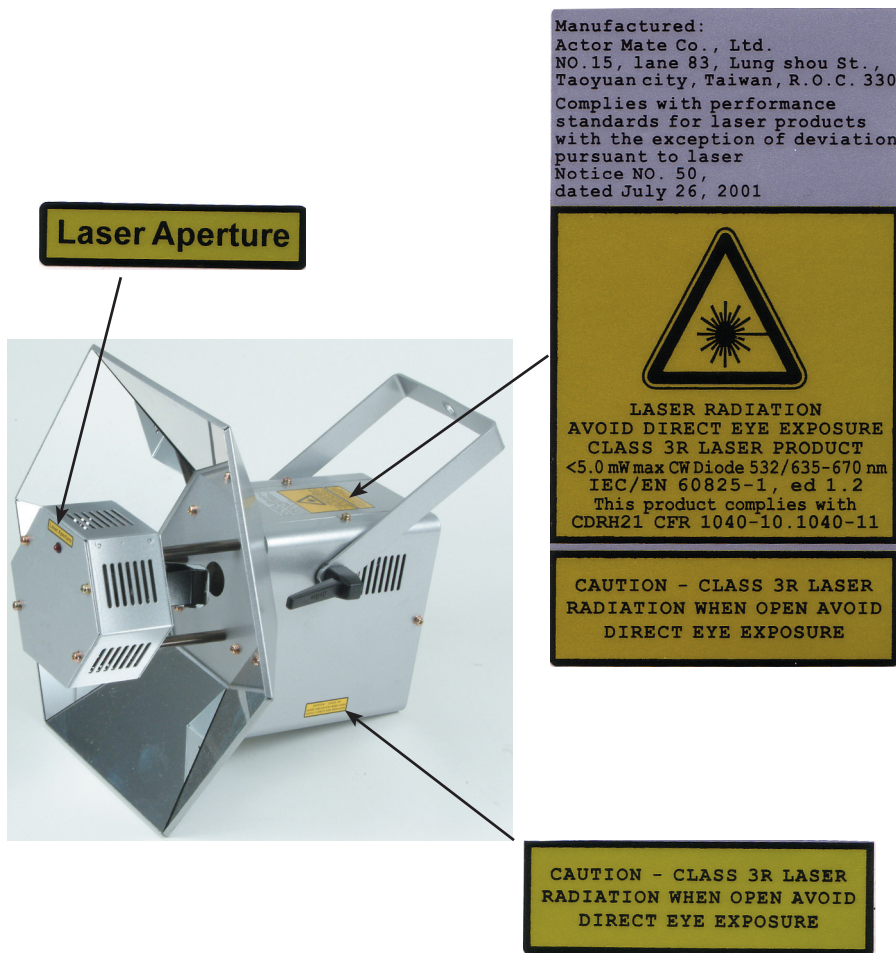 Manufactured:
Actor Mate Co., Ltd.
NO.15, lane 83, Lung shou St.,
Taoyuan city, Taiwan, R.O.C. 330
Complies with performance
standards for laser products
with the exception of deviation
pursuant to laser
Notice NO. 50,
dated July 26, 2001
Laser Aperture
LASER RADIATION
AVOID DIRECT EYE EXPOSURE
CLASS 3R LASER PRODUCT
<5.0 mW max CW Diode 532/635-670 nm
IEC/EN 60825-1, ed 1.2
This product complies with
CDRH21 CFR 1040-10.1040-11
CAUTION - CLASS 3R LASER
RADIATION WHEN OPEN AVOID
DIRECT EYE EXPOSURE
CAUTION - CLASS 3R LASER
RADIATION WHEN OPEN AVOID
DIRECT EYE EXPOSURE